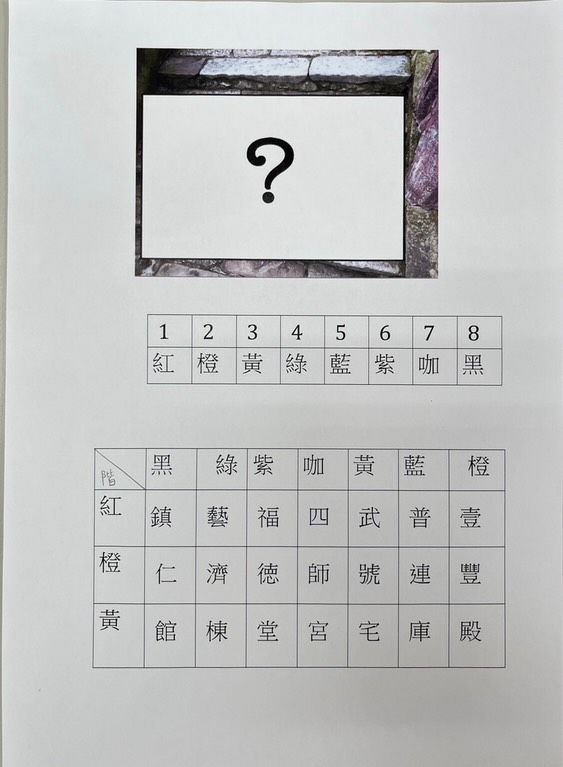 ?
1 2 3 4 5 6 7 8
紅 橙 黃 綠 藍 紫 咖 黑
階 黑 綠 紫 咖 黃 藍 橙
紅 鎮 藝 福 四 武 普 壹
橙 仁 濟 德 師 號 連 豐
黃 館 棟 堂 宮 宅 庫 殿